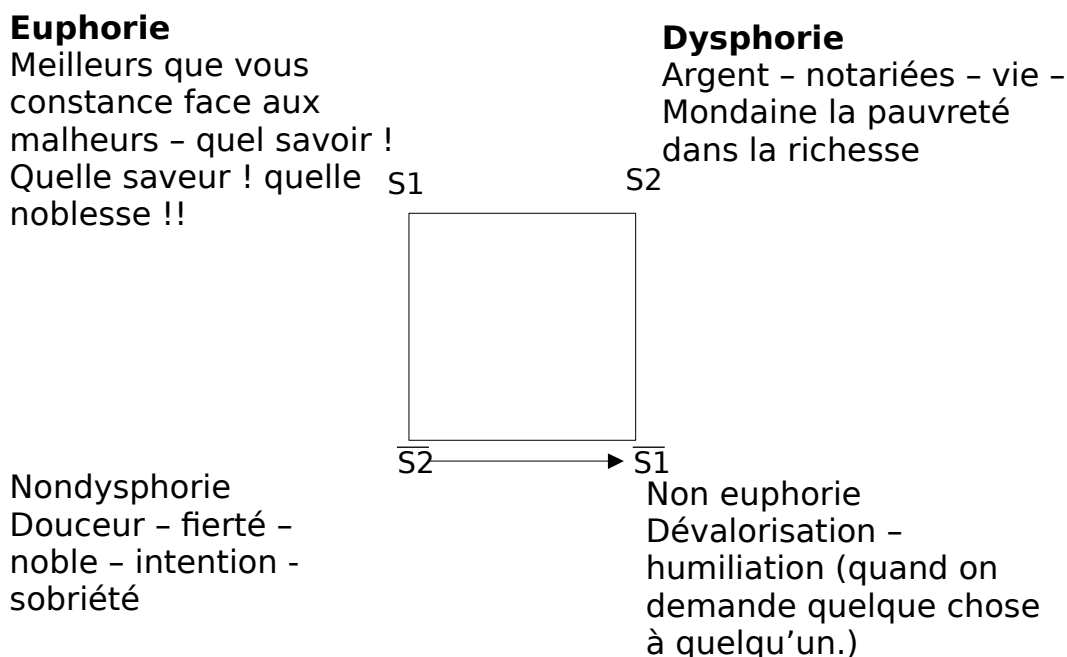 Euphorie
Meilleurs que vous
constance face aux
malheurs – quel savoir !
Quelle saveur ! quelle
noblesse !!
Dysphorie
Argent – notariées – vie –
Mondaine la pauvreté
dans la richesse
S1
S2
S̅2̅
S̅1̅
Nondysphorie
Douceur – fierté –
noble – intention -
sobriété
Non euphorie
Dévalorisation –
humiliation (quand on
demande quelque chose
à quelqu’un.)